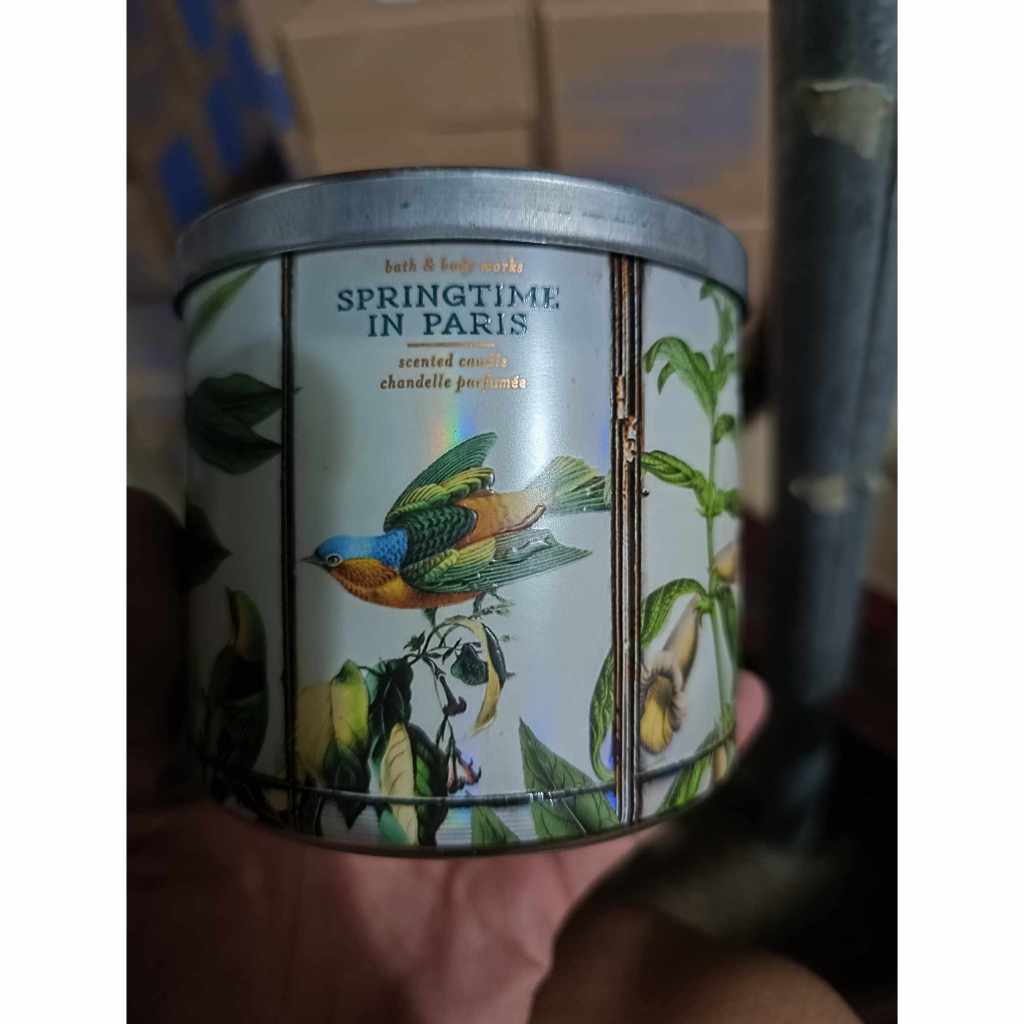 bath & body works
SPRINGTIME
IN PARIS
scented candle
chandelle parfumée